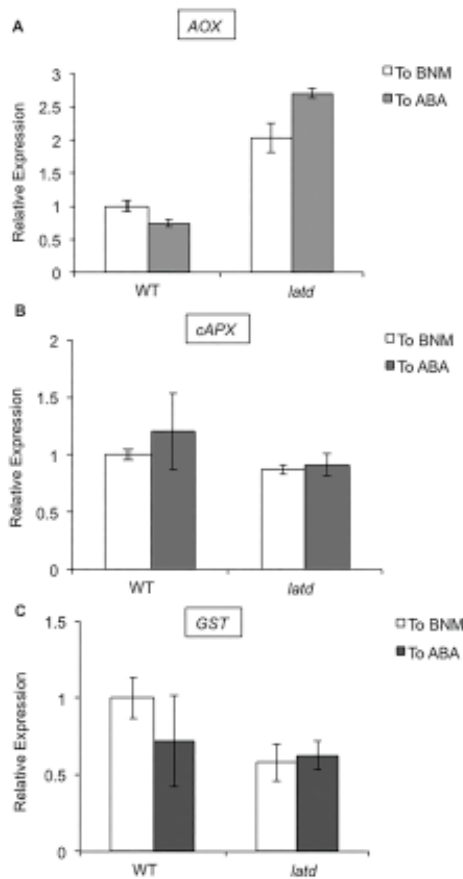 A
AOX
Relative Expression
3
2.5
2
1.5
1
0.5
0
WT
latd
To BNM
To ABA
B
cAPX
Relative Expression
2
1.5
1
0.5
0
WT
latd
To BNM
To ABA
C
GST
Relative Expression
1.5
1
0.5
0
WT
latd
To BNM
To ABA